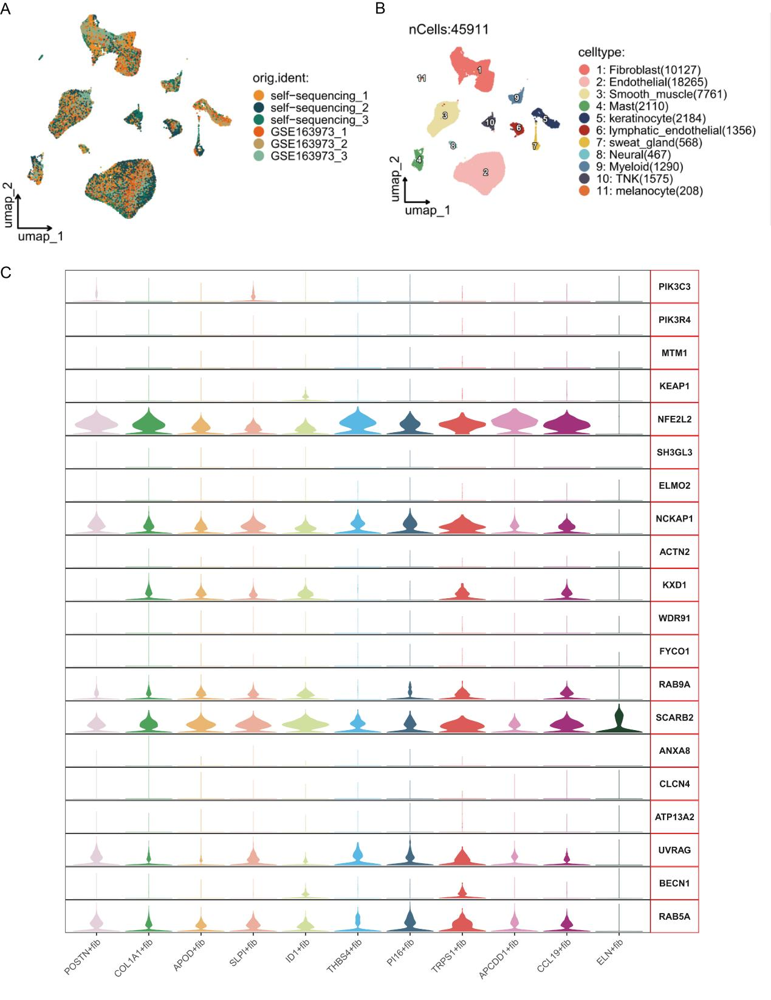 A
orig.ident:
self-sequencing_1
self-sequencing_2
self-sequencing_3
GSE163973_1
GSE163973_2
GSE163973_3
umap_2
umap_1
B
nCells:45911
1
11
9
3
10
5
6
8
7
4
2
umap_2
umap_1
celltype:
1: Fibroblast(10127)
2: Endothelial(18265)
3: Smooth_muscle(7761)
4: Mast(2110)
5: keratinocyte(2184)
6: lymphatic_endothelial(1356)
7: sweat_gland(568)
8: Neural(467)
9: Myeloid(1290)
10: TNK(1575)
11: melanocyte(208)
C
PIK3C3
PIK3R4
MTM1
KEAP1
NFE2L2
SH3GL3
ELMO2
NCKAP1
ACTN2
KXD1
WDR91
FYCO1
RAB9A
SCARB2
ANXA8
CLCN4
ATP13A2
UVRAG
BECN1
RAB5A
POSTN+fib
COL1A1+fib
APOD+fib
SLPI+fib
ID1+fib
THBS4+fib
PI16+fib
TRPS1+fib
APCDD1+fib
CCL19+fib
ELN+fib